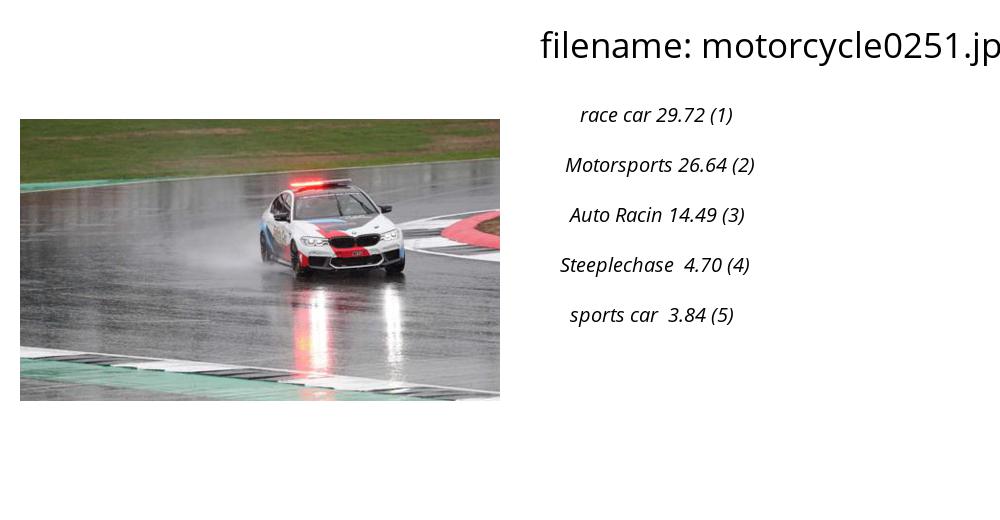 filename: motorcycle0251.jp
race car 29.72 (1)
Motorsports 26.64 (2)
Auto Racin 14.49 (3)
Steeplechase 4.70 (4)
sports car 3.84 (5)